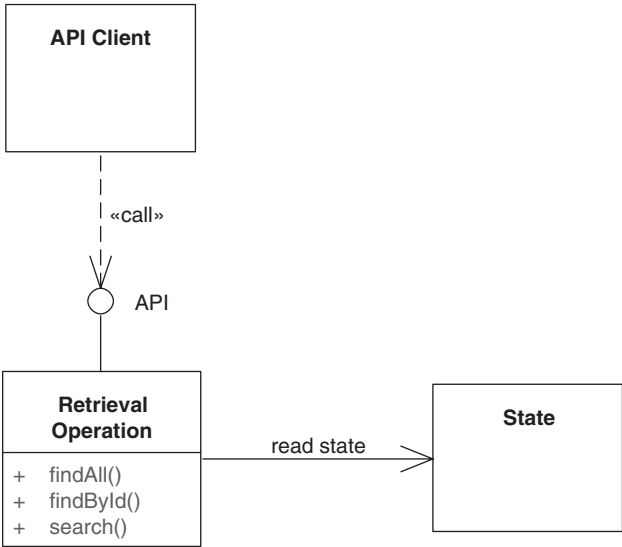 API Client
«call»
API
Retrieval
Operation
+ findAll()
+ findById()
+ search()
read state
State